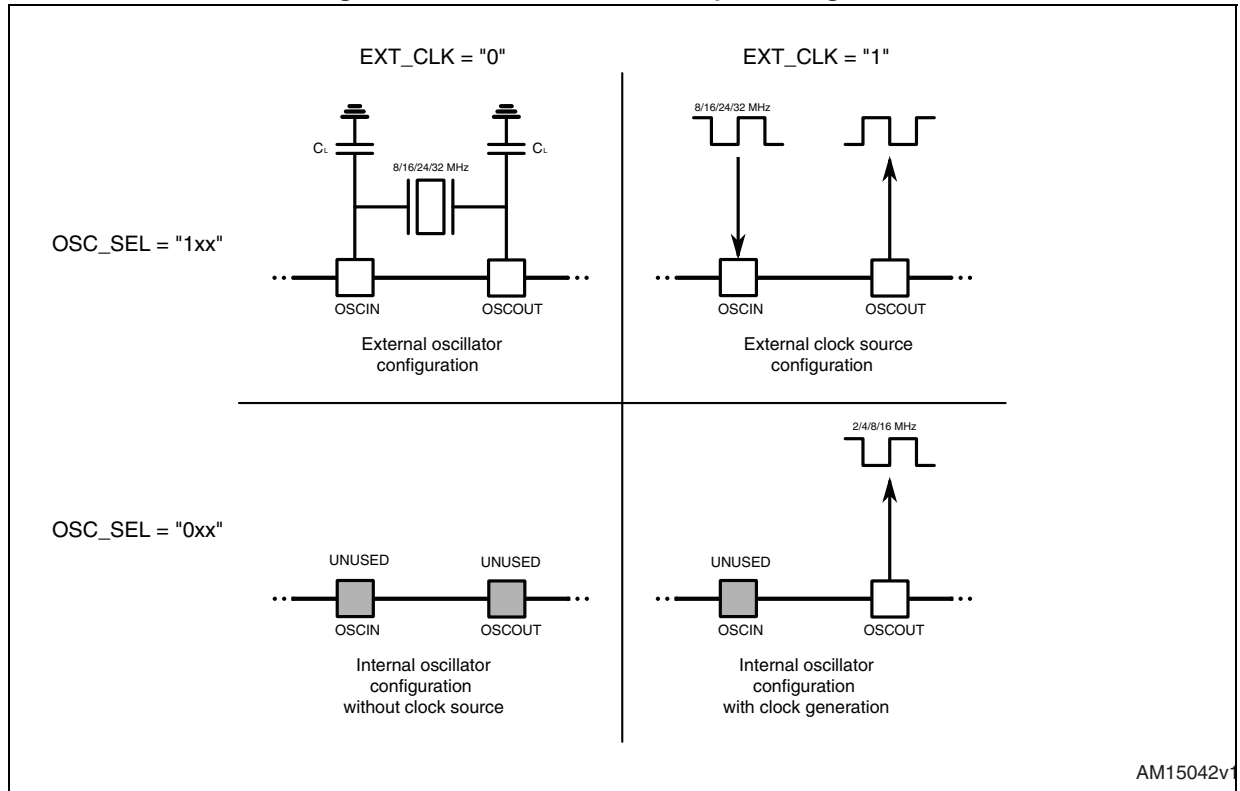 EXT_CLK = "0"
EXT_CLK = "1"
OSC_SEL = "1xx"
CL
CL
8/16/24/32 MHz
OSCIN
OSCOUT
External oscillator
configuration
8/16/24/32 MHz
OSCIN
OSCOUT
External clock source
configuration
OSC_SEL = "0xx"
UNUSED
UNUSED
OSCIN
OSCOUT
Internal oscillator
configuration
without clock source
2/4/8/16 MHz
UNUSED
OSCIN
OSCOUT
Internal oscillator
configuration
with clock generation
AM15042v1